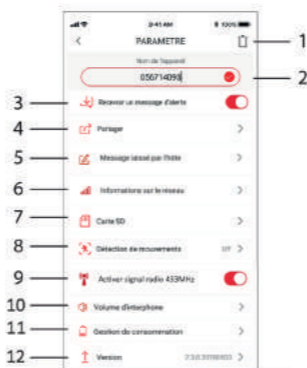 9:41 AM 100%
PARAMETRE 1
Nom de l'appareil
056714090 2
3 Recevoir un message d'alerte
4 Partager
5 Message laissé par l'hôte
6 Informations sur le réseau
7 Carte SD
8 Détection de mouvements Off
9 Activer signal radio 433MHz
10 Volume d'interphone
11 Gestion de consommation
12 Version